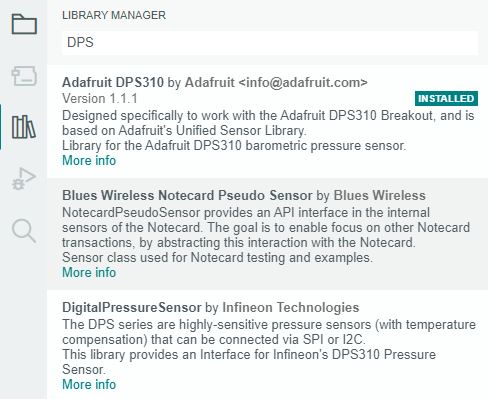 LIBRARY MANAGER
DPS
Adafruit DPS310 by Adafruit <info@adafruit.com>
Version 1.1.1 INSTALLED
Designed specifically to work with the Adafruit DPS310 Breakout, and is
based on Adafruit's Unified Sensor Library.
Library for the Adafruit DPS310 barometric pressure sensor.
More info
Blues Wireless Notecard Pseudo Sensor by Blues Wireless
NotecardPseudoSensor provides an API interface in the internal
sensors of the Notecard. The goal is to enable focus on other Notecard
transactions, by abstracting this interaction with the Notecard.
Sensor class used for Notecard testing and examples.
More info
DigitalPressureSensor by Infineon Technologies
The DPS series are highly-sensitive pressure sensors (with temperature
compensation) that can be connected via SPI or I2C.
This library provides an Interface for Infineon's DPS310 Pressure
Sensor.
More info